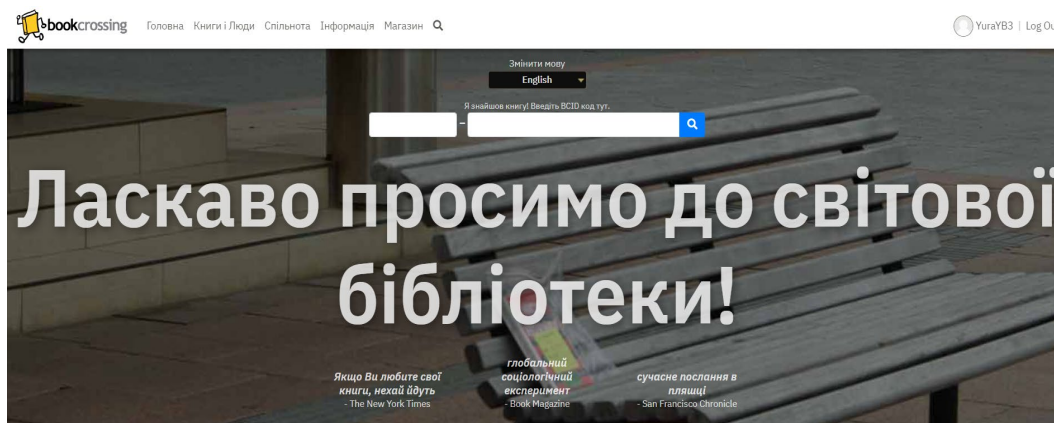 bookcrossing
Головна Книги і Люди Спільнота Інформація Магазин
YuraYB3 | Log Ou
Змінити мову
English
Я знайшов книгу! Введіть BCID код тут.
–
Ласкаво просимо до світової
бібліотеки!
Якщо Ви любите свої
книги, нехай йдуть
- The New York Times
глобальний
соціологічний
експеримент
- Book Magazine
сучасне послання в
пляшці
- San Francisco Chronicle